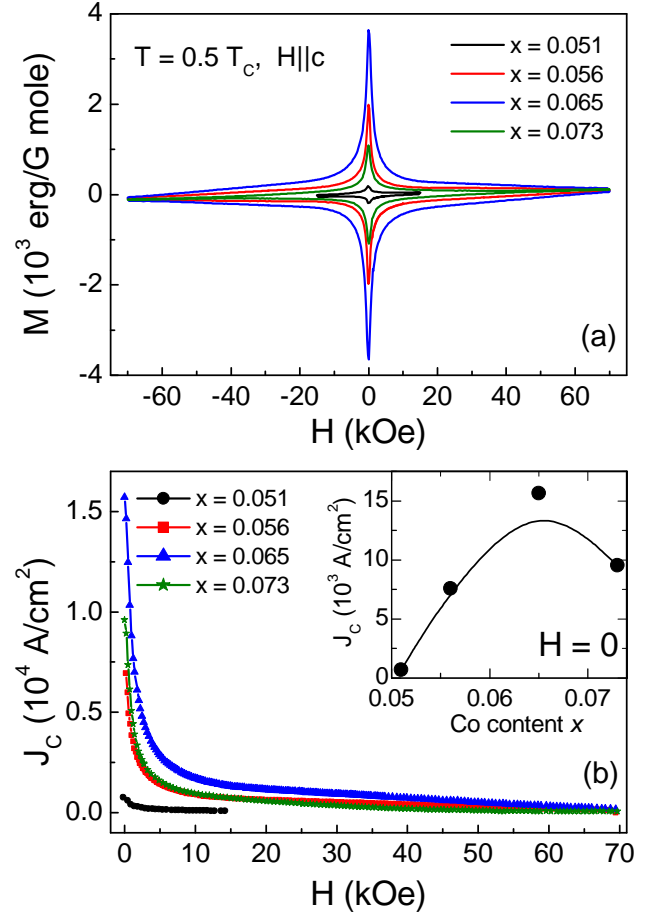 T = 0.5 T_C, H||c
x = 0.051
x = 0.056
x = 0.065
x = 0.073
4
2
0
-2
-4
M (10^3 erg/G mole)
(a)
-60 -40 -20 0 20 40 60
H (kOe)
x = 0.051
x = 0.056
x = 0.065
x = 0.073
1.5
1.0
0.5
0.0
J_C (10^4 A/cm^2)
15
10
5
0
J_C (10^3 A/cm^2)
H = 0
0.05 0.06 0.07
Co content x
(b)
0 10 20 30 40 50 60 70
H (kOe)